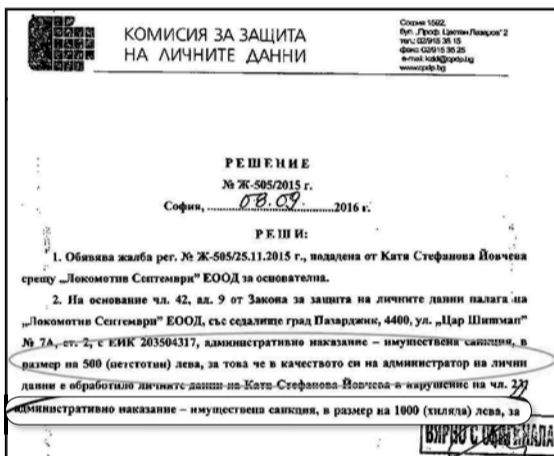 КОМИСИЯ ЗА ЗАЩИТА
НА ЛИЧНИТЕ ДАННИ
София 1592,
бул. „Проф. Цветан Лазаров" 2
тел.: 02/915 35 15
факс: 02/915 35 25
e-mail: kzld@cpdp.bg
www.cpdp.bg
РЕШЕНИЕ
№ Ж-505/2015 г.
София, ........08.09........2016 г.
РЕШИ:
1. Обявява жалба рег. № Ж-505/25.11.2015 г., подадена от Катя Стефанова Йовчева
срещу „Локомотив Септември" ЕООД за основателна.
2. На основание чл. 42, ал. 9 от Закона за защита на личните данни налага на
„Локомотив Септември" ЕООД, със седалище град Пазарджик, 4400, ул. „Цар Шишман"
№ 7А, ет. 2, с ЕИК 203504317, административно наказание – имуществена санкция, в
размер на 500 (петстотин) лева, за това че в качеството си на администратор на лични
данни е обработило личните данни на Катя Стефанова Йовчева в нарушение на чл.
административно наказание – имуществена санкция, в размер на 1000 (хиляда) лева, за
ВЯРНО С ОРИГИНАЛА